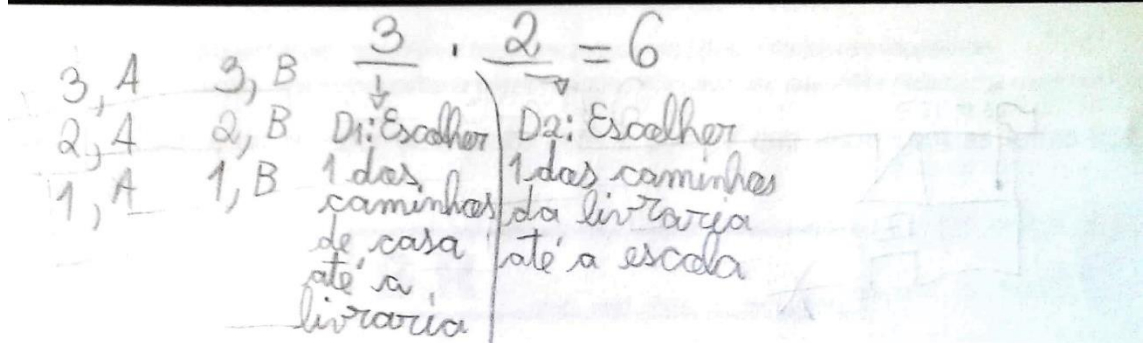 3 . 2 = 6
3, A 3, B
2, A 2, B
1, A 1, B
D1: Escolher
1 dos
caminhos
de casa
até a
livraria
D2: Escolher
1 dos caminhos
da livraria
até a escola